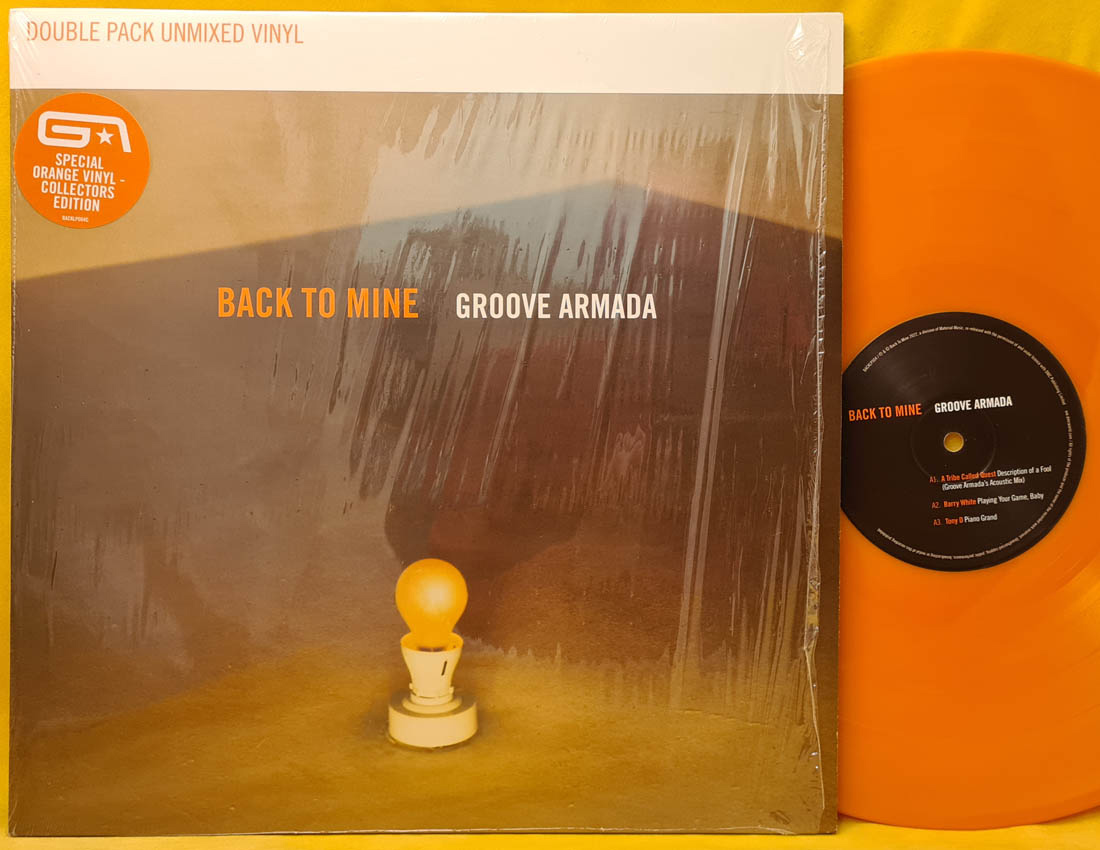 DOUBLE PACK UNMIXED VINYL
GA
SPECIAL
ORANGE VINYL -
COLLECTORS
EDITION
BACK TO MINE GROOVE ARMADA
BACK TO MINE GROOVE ARMADA
A1. A Tribe Called Quest Description of a Fool
(Groove Armada's Acoustic Mix)
A2. Barry White Playing Your Game, Baby
A3. Tony D Piano Grand